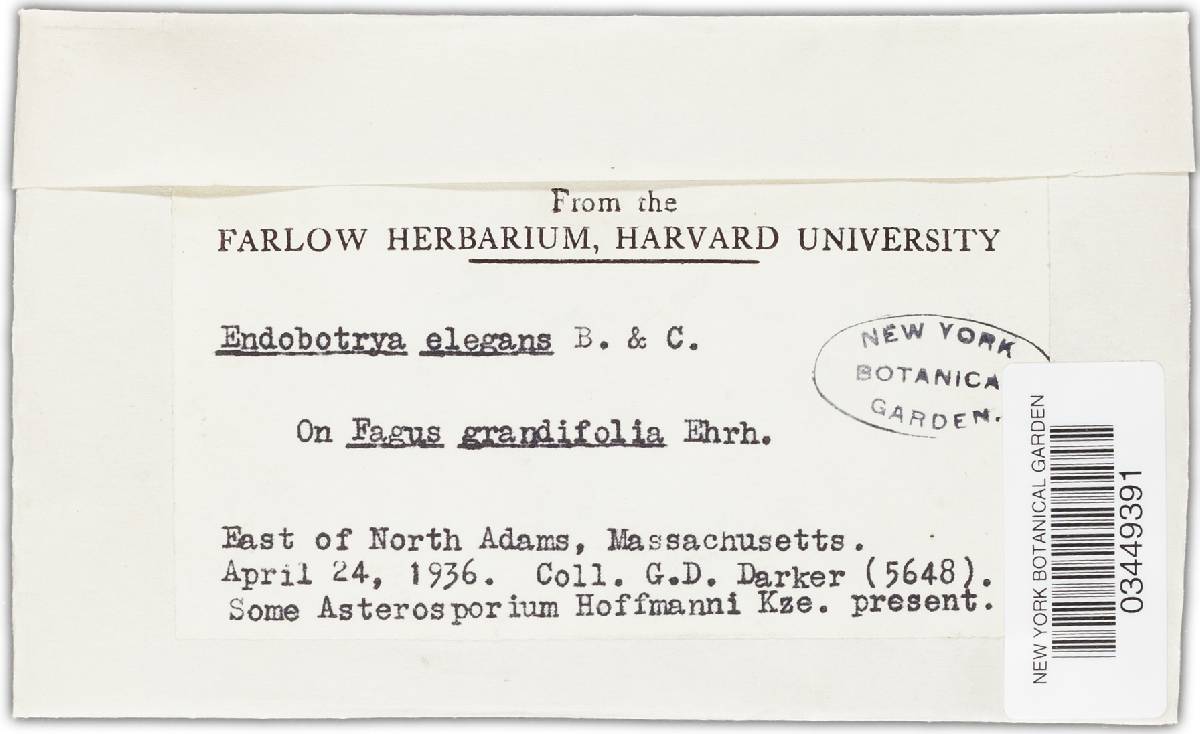 From the
FARLOW HERBARIUM, HARVARD UNIVERSITY
Endobotrya elegans B. & C.
On Fagus grandifolia Ehrh.
East of North Adams, Massachusetts.
April 24, 1936. Coll. G.D. Darker (5648).
Some Asterosporium Hoffmanni Kze. present.
NEW YORK
BOTANICA
GARDEN.
NEW YORK BOTANICAL GARDEN
03449391